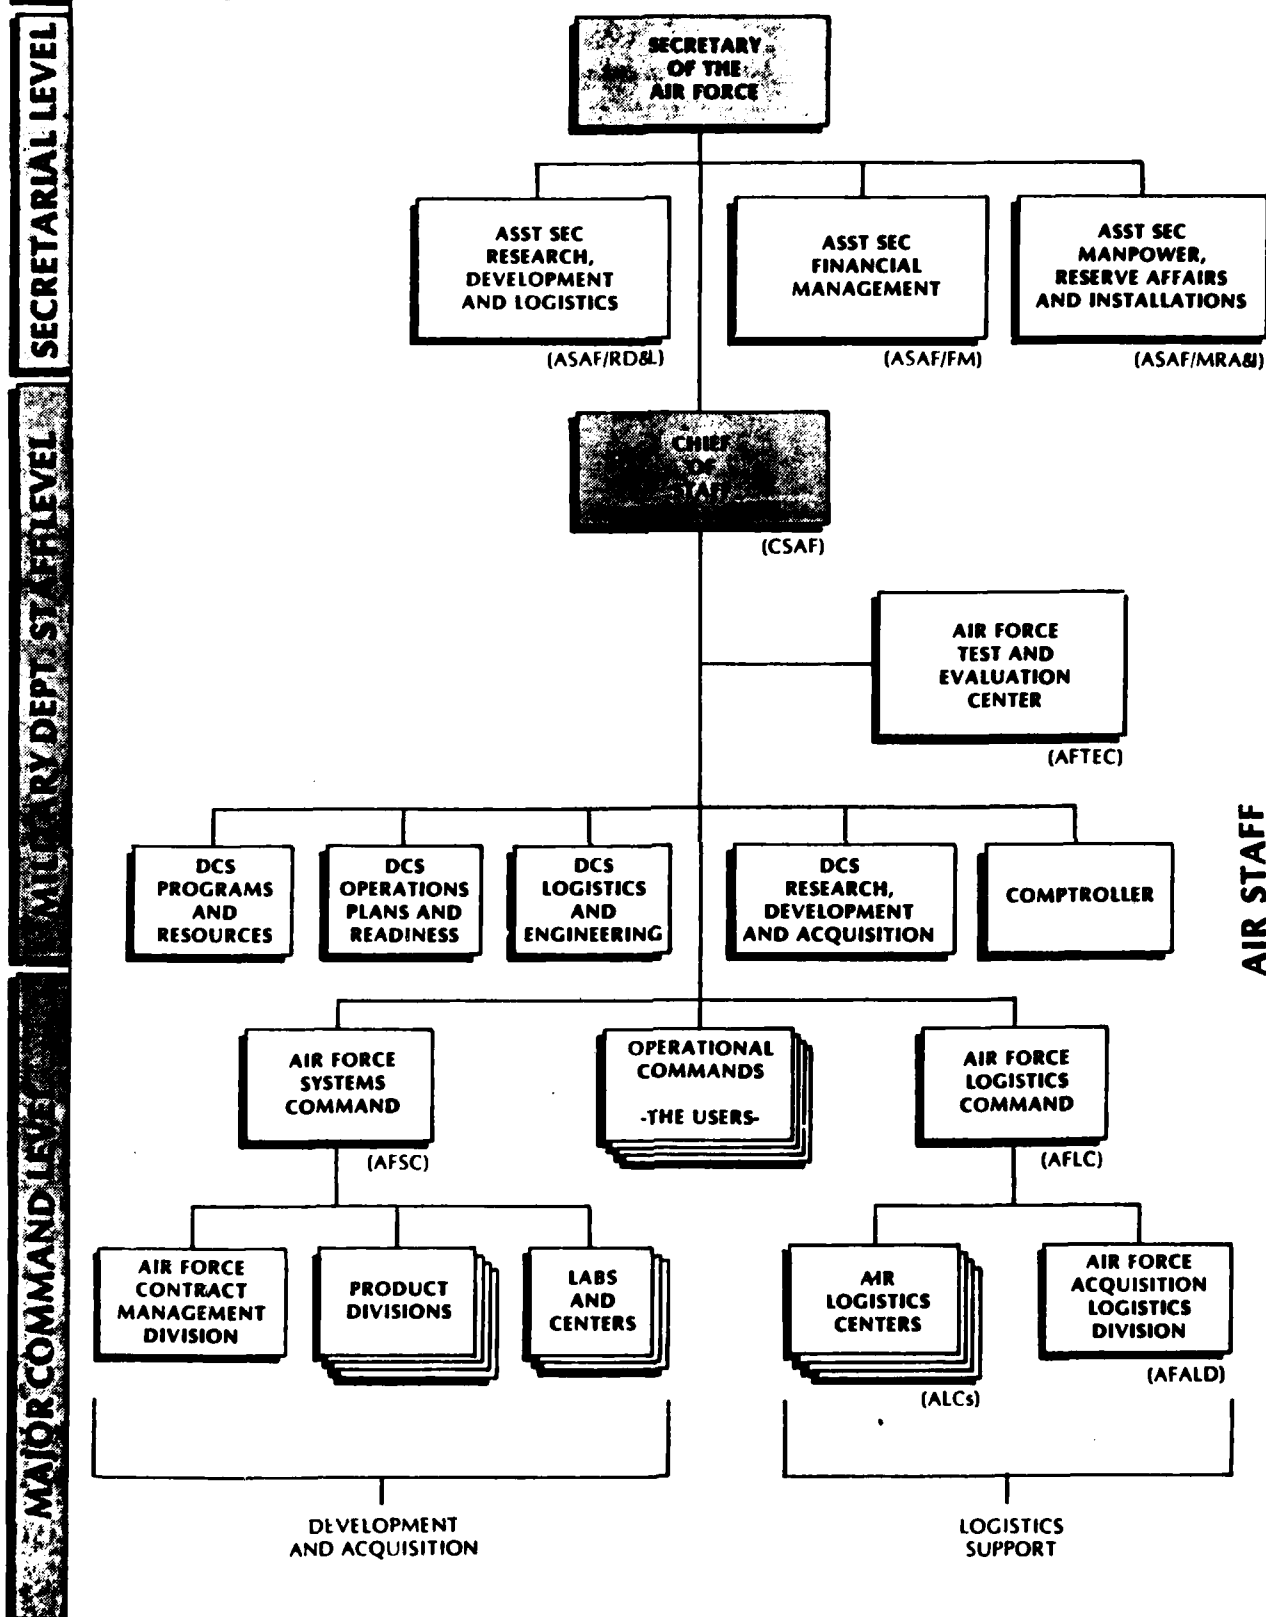 SECRETARIAL LEVEL
SECRETARY
OF THE
AIR FORCE
ASST SEC
RESEARCH,
DEVELOPMENT
AND LOGISTICS
(ASAF/RD&L)
ASST SEC
FINANCIAL
MANAGEMENT
(ASAF/FM)
ASST SEC
MANPOWER,
RESERVE AFFAIRS
AND INSTALLATIONS
(ASAF/MRA&I)
MILITARY DEPT. STAFF LEVEL
CHIEF
OF
STAFF
(CSAF)
AIR FORCE
TEST AND
EVALUATION
CENTER
(AFTEC)
AIR STAFF
DCS
PROGRAMS
AND
RESOURCES
DCS
OPERATIONS
PLANS AND
READINESS
DCS
LOGISTICS
AND
ENGINEERING
DCS
RESEARCH,
DEVELOPMENT
AND ACQUISITION
COMPTROLLER
MAJOR COMMAND LEVEL
AIR FORCE
SYSTEMS
COMMAND
(AFSC)
OPERATIONAL
COMMANDS
-THE USERS-
AIR FORCE
LOGISTICS
COMMAND
(AFLC)
AIR FORCE
CONTRACT
MANAGEMENT
DIVISION
PRODUCT
DIVISIONS
LABS
AND
CENTERS
AIR
LOGISTICS
CENTERS
(ALCs)
AIR FORCE
ACQUISITION
LOGISTICS
DIVISION
(AFALD)
DEVELOPMENT
AND ACQUISITION
LOGISTICS
SUPPORT